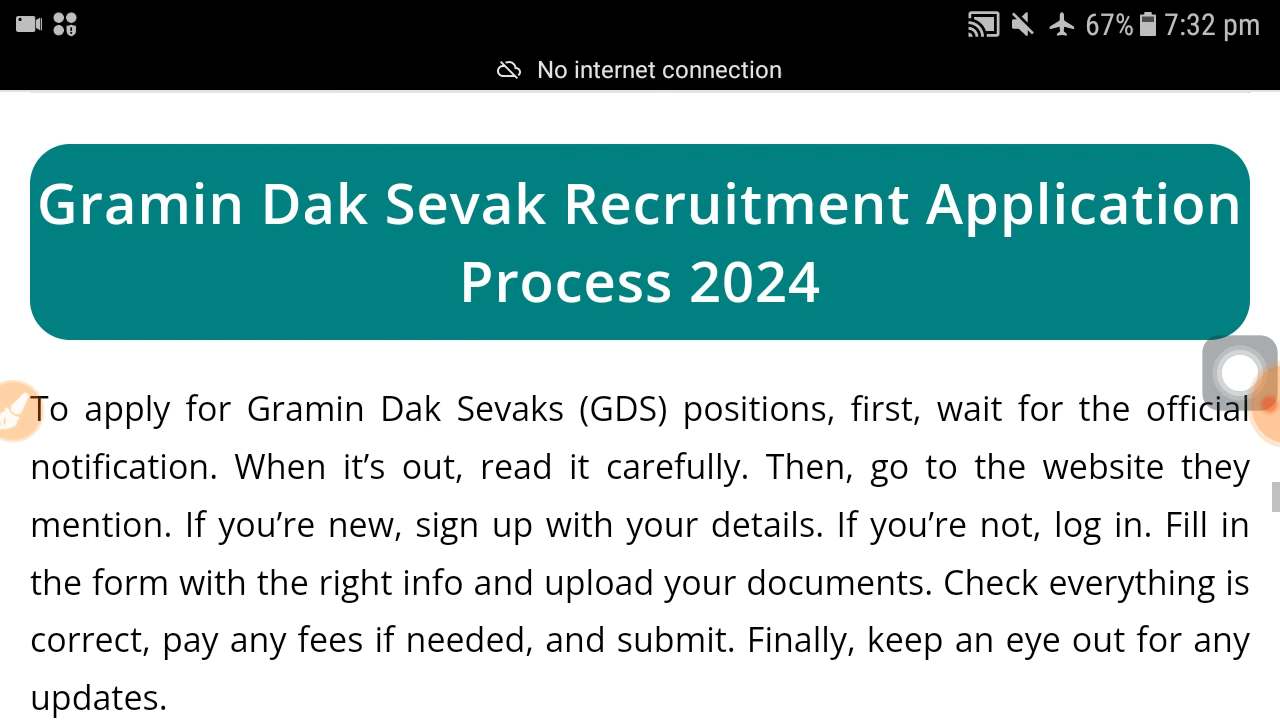 67% 7:32 pm
No internet connection
Gramin Dak Sevak Recruitment Application
Process 2024
To apply for Gramin Dak Sevaks (GDS) positions, first, wait for the official
notification. When it’s out, read it carefully. Then, go to the website they
mention. If you’re new, sign up with your details. If you’re not, log in. Fill in
the form with the right info and upload your documents. Check everything is
correct, pay any fees if needed, and submit. Finally, keep an eye out for any
updates.